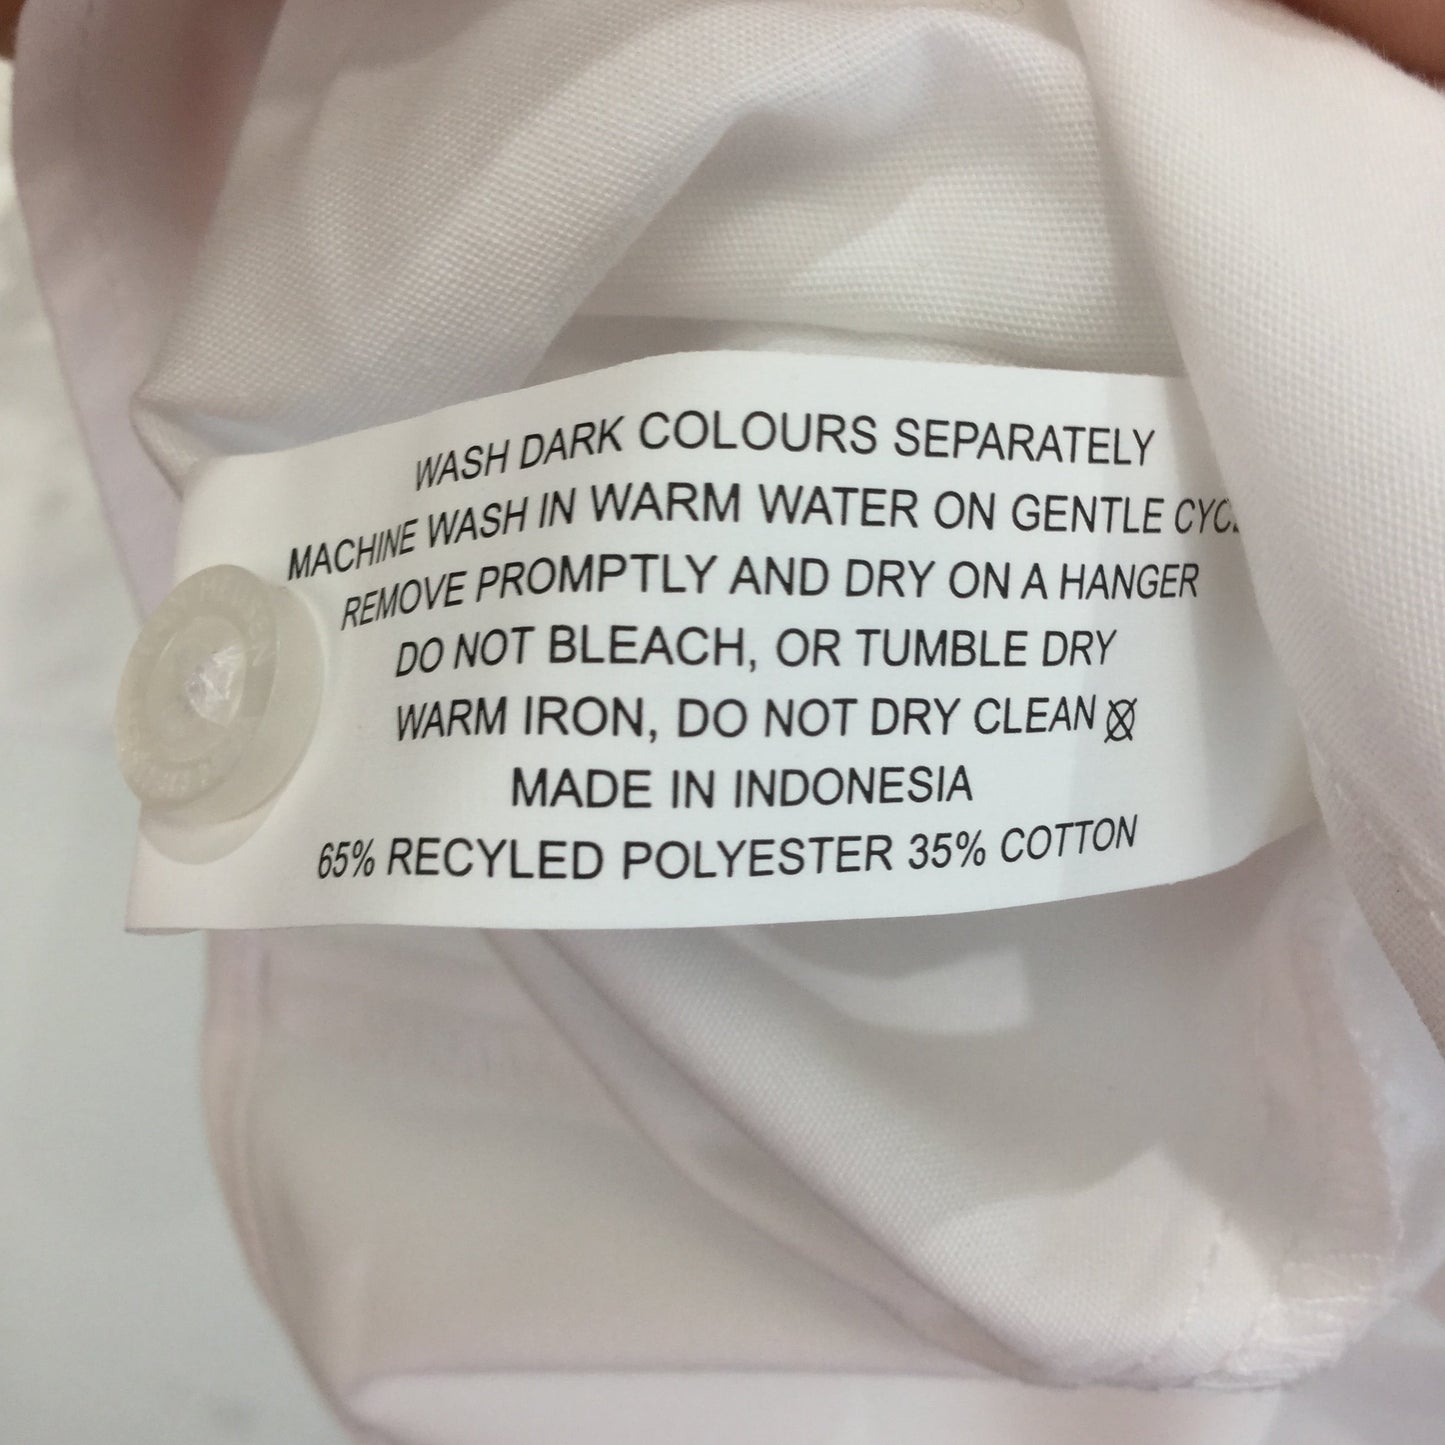 WASH DARK COLOURS SEPARATELY
MACHINE WASH IN WARM WATER ON GENTLE
REMOVE PROMPTLY AND DRY ON A HANGER
DO NOT BLEACH, OR TUMBLE DRY
WARM IRON, DO NOT DRY CLEAN
MADE IN INDONESIA
65% RECYLED POLYESTER 35% COTTON